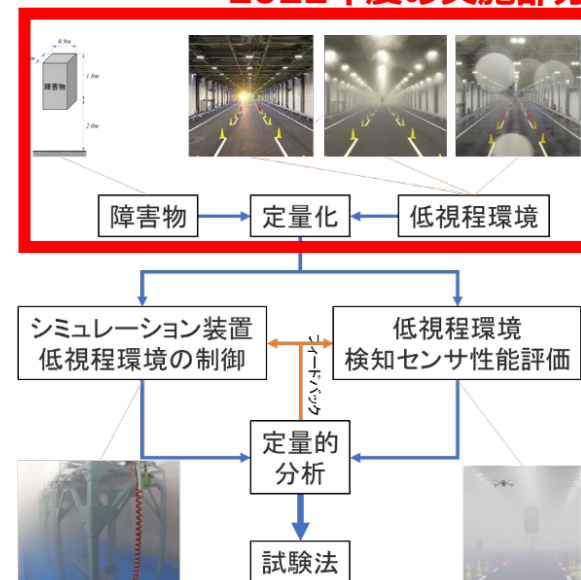 2022年度の実施部分
0.9m
障害物
1.8m
2.0m
障害物
定量化
低視程環境
シミュレーション装置
低視程環境の制御
フィードバック
低視程環境
検知センサ性能評価
定量的
分析
試験法